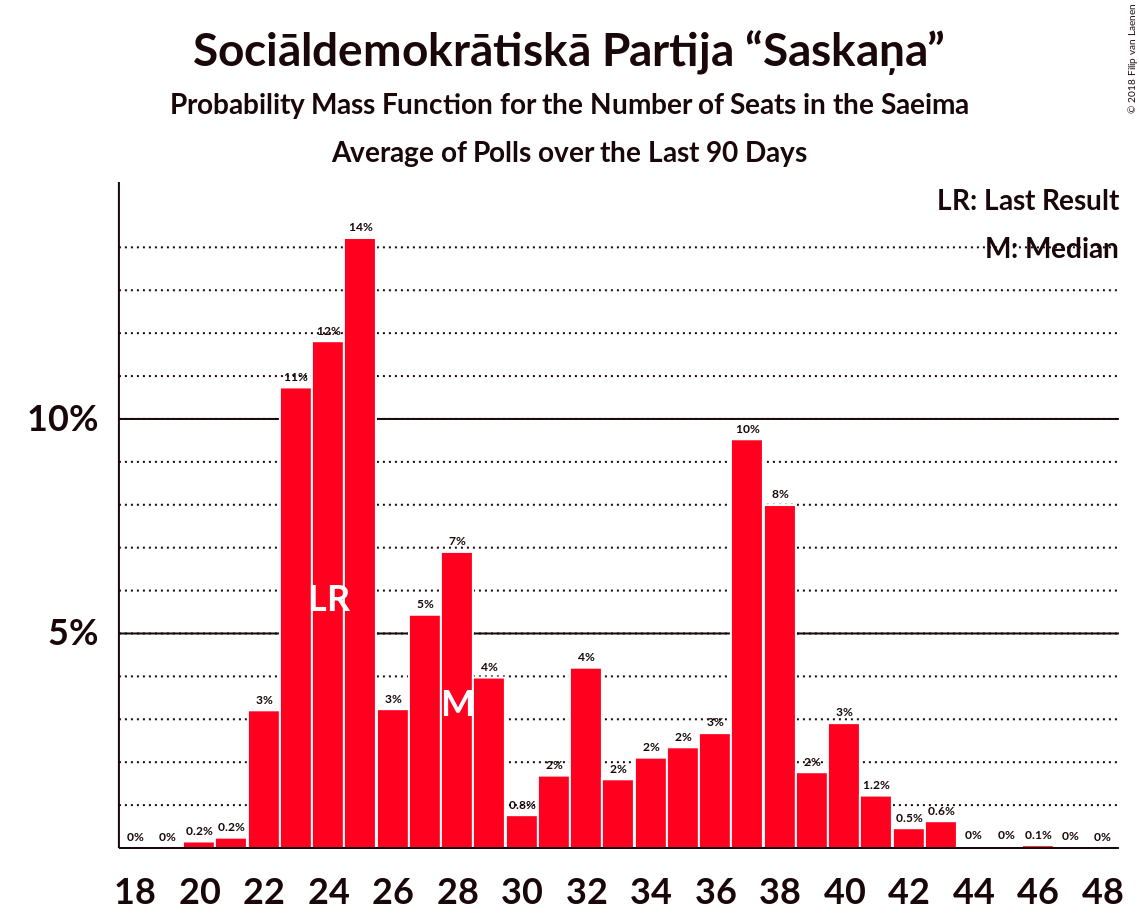 Sociāldemokrātiskā Partija “Saskaņa”
Probability Mass Function for the Number of Seats in the Saeima
Average of Polls over the Last 90 Days
© 2018 Filip van Laenen
LR: Last Result
M: Median
10%
5%
0% 0% 0.2% 0.2% 3% 11% 12% 14% 3% 5% 7% 4% 0.8% 2% 4% 2% 2% 2% 3% 10% 8% 2% 3% 1.2% 0.5% 0.6% 0% 0% 0.1% 0% 0%
LR
M
18 20 22 24 26 28 30 32 34 36 38 40 42 44 46 48